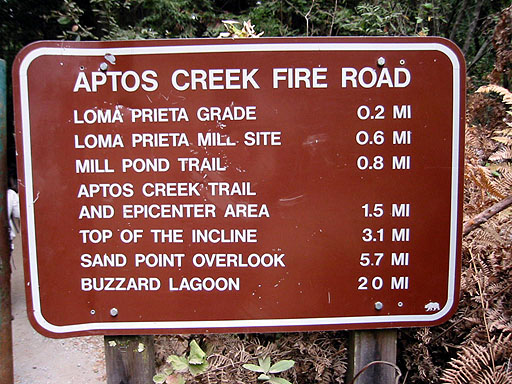 APTOS CREEK FIRE ROAD
LOMA PRIETA GRADE 0.2 MI
LOMA PRIETA MILL SITE 0.6 MI
MILL POND TRAIL 0.8 MI
APTOS CREEK TRAIL
AND EPICENTER AREA 1.5 MI
TOP OF THE INCLINE 3.1 MI
SAND POINT OVERLOOK 5.7 MI
BUZZARD LAGOON 20 MI